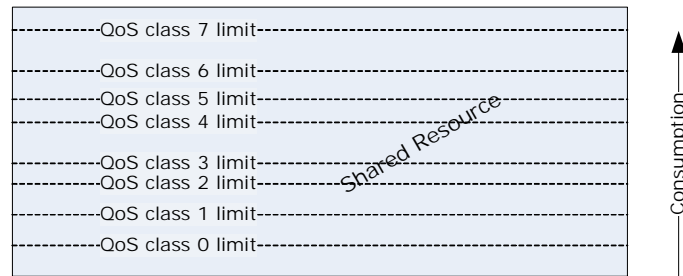 QoS class 7 limit
QoS class 6 limit
QoS class 5 limit
QoS class 4 limit
QoS class 3 limit
QoS class 2 limit
QoS class 1 limit
QoS class 0 limit
Shared Resource
Consumption